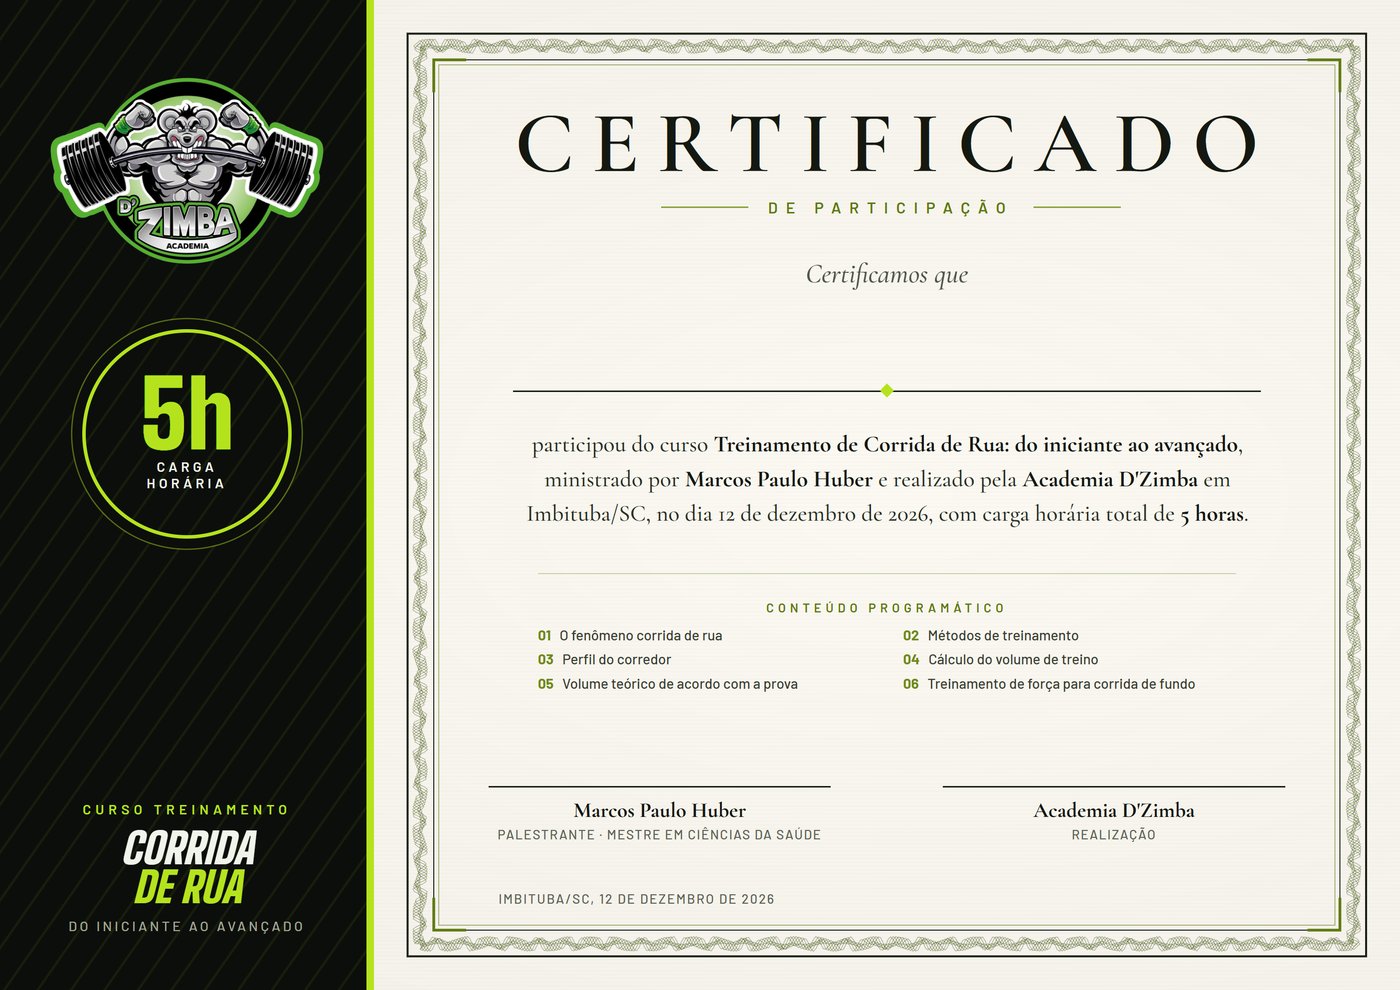 D'
ZIMBA
ACADEMIA
5h
CARGA
HORÁRIA
CURSO TREINAMENTO
CORRIDA
DE RUA
DO INICIANTE AO AVANÇADO
CERTIFICADO
DE PARTICIPAÇÃO
Certificamos que
participou do curso Treinamento de Corrida de Rua: do iniciante ao avançado,
ministrado por Marcos Paulo Huber e realizado pela Academia D'Zimba em
Imbituba/SC, no dia 12 de dezembro de 2026, com carga horária total de 5 horas.
CONTEÚDO PROGRAMÁTICO
01 O fenômeno corrida de rua
02 Métodos de treinamento
03 Perfil do corredor
04 Cálculo do volume de treino
05 Volume teórico de acordo com a prova
06 Treinamento de força para corrida de fundo
Marcos Paulo Huber
PALESTRANTE · MESTRE EM CIÊNCIAS DA SAÚDE
Academia D'Zimba
REALIZAÇÃO
IMBITUBA/SC, 12 DE DEZEMBRO DE 2026